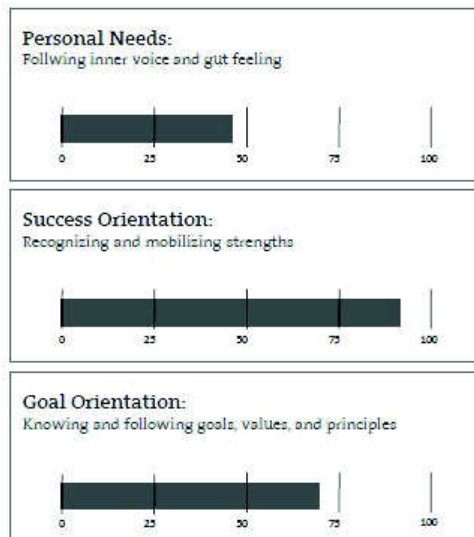 Personal Needs:
Follwing inner voice and gut feeling
0 25 50 75 100
Success Orientation:
Recognizing and mobilizing strengths
0 25 50 75 100
Goal Orientation:
Knowing and following goals, values, and principles
0 25 50 75 100